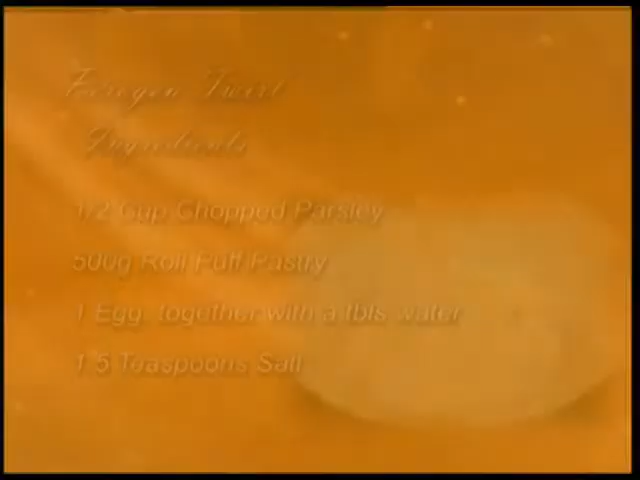 Twirl
Ingredients
1/2 Cup Chopped Parsley
500g Roll Puff Pastry
1 Egg, together with a tbls water
1.5 Teaspoons Salt